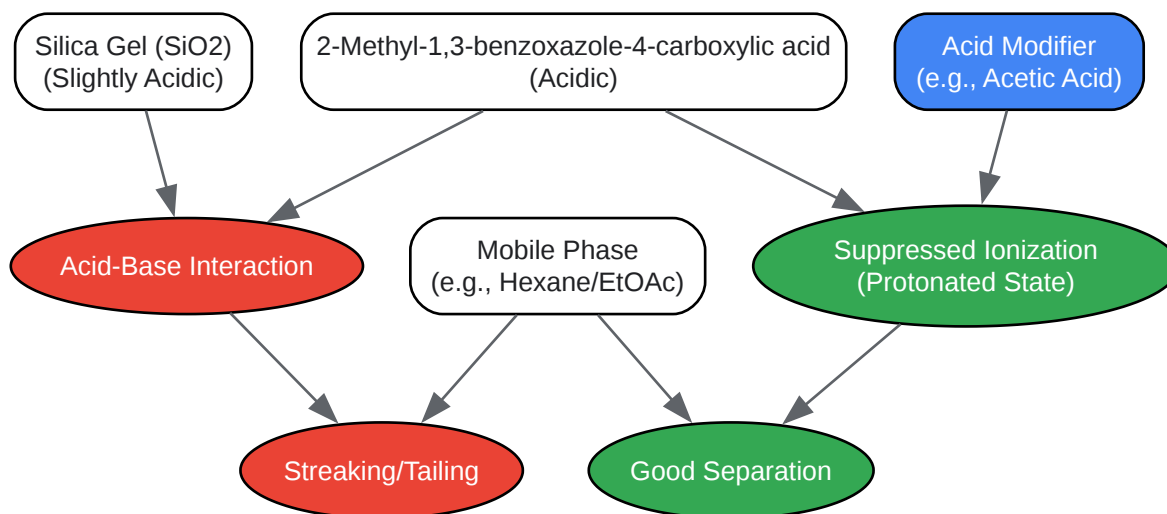 Silica Gel (SiO2)
(Slightly Acidic)
2-Methyl-1,3-benzoxazole-4-carboxylic acid
(Acidic)
Acid Modifier
(e.g., Acetic Acid)
Acid-Base Interaction
Mobile Phase
(e.g., Hexane/EtOAc)
Suppressed Ionization
(Protonated State)
Streaking/Tailing
Good Separation